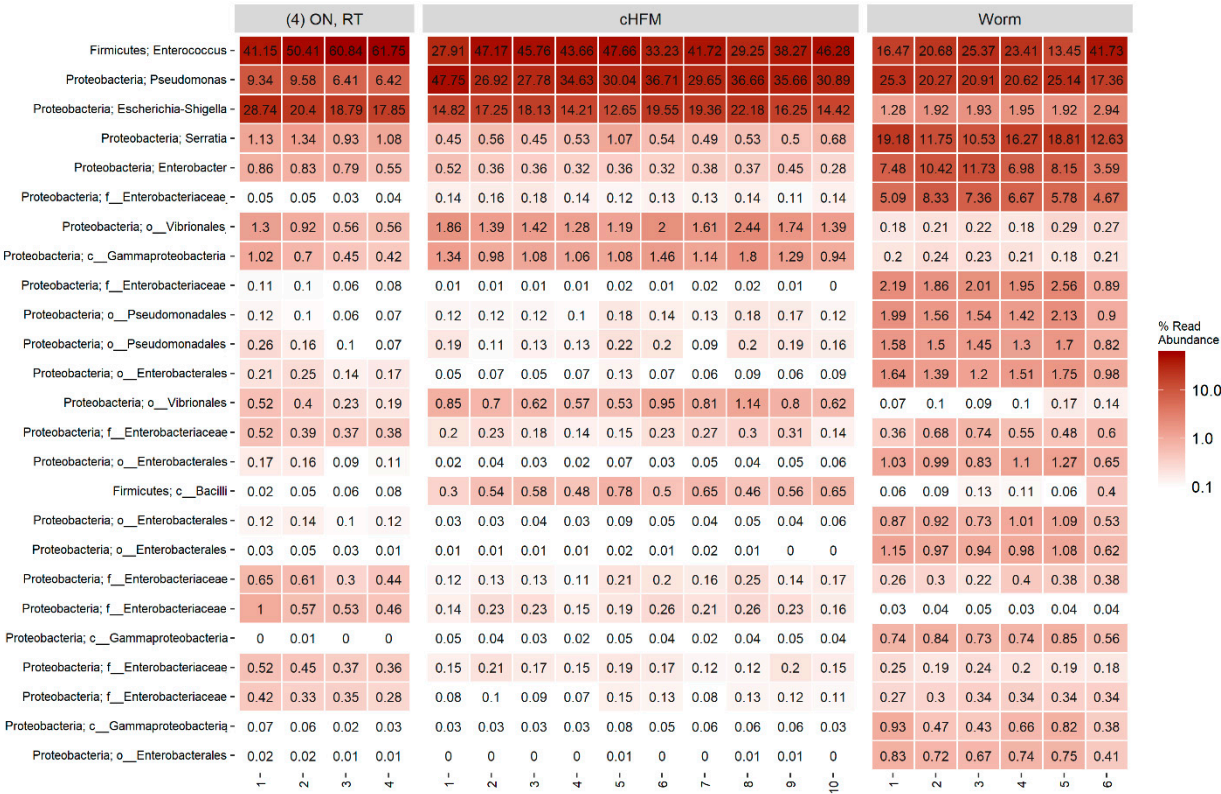 (4) ON, RT cHFM Worm
Firmicutes; Enterococcus - 41.15 50.41 60.84 61.75 27.91 47.17 45.76 43.66 47.66 33.23 41.72 29.25 38.27 46.28 16.47 20.68 25.37 23.41 13.45 41.73
Proteobacteria; Pseudomonas - 9.34 9.58 6.41 6.42 47.75 26.92 27.78 34.63 30.04 36.71 29.65 36.66 35.66 30.89 25.3 20.27 20.91 20.62 25.14 17.36
Proteobacteria; Escherichia-Shigella - 28.74 20.4 18.79 17.85 14.82 17.25 18.13 14.21 12.65 19.55 19.36 22.18 16.25 14.42 1.28 1.92 1.93 1.95 1.92 2.94
Proteobacteria; Serratia - 1.13 1.34 0.93 1.08 0.45 0.56 0.45 0.53 1.07 0.54 0.49 0.53 0.5 0.68 19.18 11.75 10.53 16.27 18.81 12.63
Proteobacteria; Enterobacter - 0.86 0.83 0.79 0.55 0.52 0.36 0.36 0.32 0.36 0.32 0.38 0.37 0.45 0.28 7.48 10.42 11.73 6.98 8.15 3.59
Proteobacteria; f__Enterobacteriaceae_ - 0.05 0.05 0.03 0.04 0.14 0.16 0.18 0.14 0.12 0.13 0.13 0.14 0.11 0.14 5.09 8.33 7.36 6.67 5.78 4.67
Proteobacteria; o__Vibrionales_ - 1.3 0.92 0.56 0.56 1.86 1.39 1.42 1.28 1.19 2 1.61 2.44 1.74 1.39 0.18 0.21 0.22 0.18 0.29 0.27
Proteobacteria; c__Gammaproteobacteria - 1.02 0.7 0.45 0.42 1.34 0.98 1.08 1.06 1.08 1.46 1.14 1.8 1.29 0.94 0.2 0.24 0.23 0.21 0.18 0.21
Proteobacteria; f__Enterobacteriaceae - 0.11 0.1 0.06 0.08 0.01 0.01 0.01 0.01 0.02 0.01 0.02 0.02 0.01 0 2.19 1.86 2.01 1.95 2.56 0.89
Proteobacteria; o__Pseudomonadales - 0.12 0.1 0.06 0.07 0.12 0.12 0.12 0.1 0.18 0.14 0.13 0.18 0.17 0.12 1.99 1.56 1.54 1.42 2.13 0.9
Proteobacteria; o__Pseudomonadales - 0.26 0.16 0.1 0.07 0.19 0.11 0.13 0.13 0.22 0.2 0.09 0.2 0.19 0.16 1.58 1.5 1.45 1.3 1.7 0.82
Proteobacteria; o__Enterobacterales - 0.21 0.25 0.14 0.17 0.05 0.07 0.05 0.07 0.13 0.07 0.06 0.09 0.06 0.09 1.64 1.39 1.2 1.51 1.75 0.98
Proteobacteria; o__Vibrionales - 0.52 0.4 0.23 0.19 0.85 0.7 0.62 0.57 0.53 0.95 0.81 1.14 0.8 0.62 0.07 0.1 0.09 0.1 0.17 0.14
Proteobacteria; f__Enterobacteriaceae - 0.52 0.39 0.37 0.38 0.2 0.23 0.18 0.14 0.15 0.23 0.27 0.3 0.31 0.14 0.36 0.68 0.74 0.55 0.48 0.6
Proteobacteria; o__Enterobacterales - 0.17 0.16 0.09 0.11 0.02 0.04 0.03 0.02 0.07 0.03 0.05 0.04 0.05 0.06 1.03 0.99 0.83 1.1 1.27 0.65
Firmicutes; c__Bacilli - 0.02 0.05 0.06 0.08 0.3 0.54 0.58 0.48 0.78 0.5 0.65 0.46 0.56 0.65 0.06 0.09 0.13 0.11 0.06 0.4
Proteobacteria; o__Enterobacterales - 0.12 0.14 0.1 0.12 0.03 0.03 0.04 0.03 0.09 0.05 0.04 0.05 0.04 0.06 0.87 0.92 0.73 1.01 1.09 0.53
Proteobacteria; o__Enterobacterales - 0.03 0.05 0.03 0.01 0.01 0.01 0.01 0.01 0.02 0.01 0.02 0.01 0 0 1.15 0.97 0.94 0.98 1.08 0.62
Proteobacteria; f__Enterobacteriaceae - 0.65 0.61 0.3 0.44 0.12 0.13 0.13 0.11 0.21 0.2 0.16 0.25 0.14 0.17 0.26 0.3 0.22 0.4 0.38 0.38
Proteobacteria; f__Enterobacteriaceae - 1 0.57 0.53 0.46 0.14 0.23 0.23 0.15 0.19 0.26 0.21 0.26 0.23 0.16 0.03 0.04 0.05 0.03 0.04 0.04
Proteobacteria; c__Gammaproteobacteria - 0 0.01 0 0 0.05 0.04 0.03 0.02 0.05 0.04 0.02 0.04 0.05 0.04 0.74 0.84 0.73 0.74 0.85 0.56
Proteobacteria; f__Enterobacteriaceae - 0.52 0.45 0.37 0.36 0.15 0.21 0.17 0.15 0.19 0.17 0.12 0.12 0.2 0.15 0.25 0.19 0.24 0.2 0.19 0.18
Proteobacteria; f__Enterobacteriaceae - 0.42 0.33 0.35 0.28 0.08 0.1 0.09 0.07 0.15 0.13 0.08 0.13 0.12 0.11 0.27 0.3 0.34 0.34 0.34 0.34
Proteobacteria; c__Gammaproteobacteria - 0.07 0.06 0.02 0.03 0.03 0.03 0.03 0.03 0.08 0.05 0.06 0.06 0.06 0.03 0.93 0.47 0.43 0.66 0.82 0.38
Proteobacteria; o__Enterobacterales - 0.02 0.02 0.01 0.01 0 0 0 0 0.01 0 0 0.01 0 0 0.83 0.72 0.67 0.74 0.75 0.41
1 2 3 4 1 2 3 4 5 6 7 8 9 10 1 2 3 4 5 6
% Read
Abundance
10.0
1.0
0.1